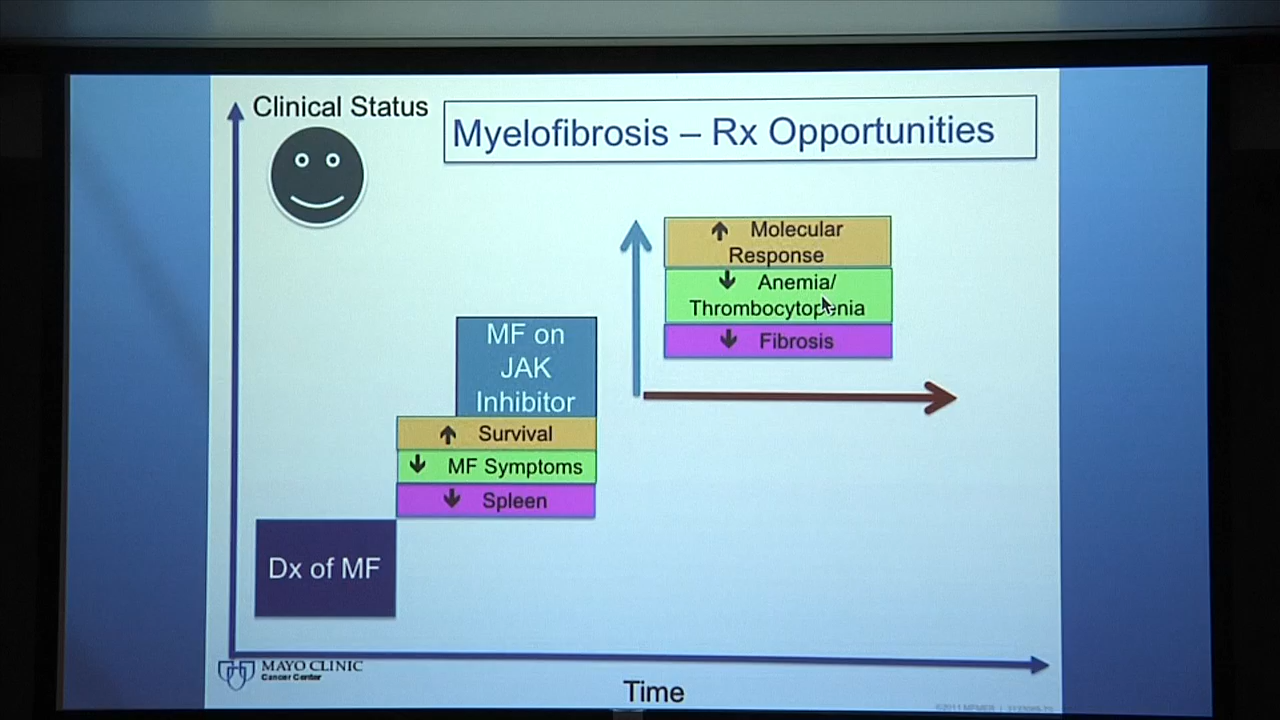 Clinical Status
Myelofibrosis – Rx Opportunities
↑ Molecular
Response
↓ Anemia/
Thrombocytopenia
↓ Fibrosis
MF on
JAK
Inhibitor
↑ Survival
↓ MF Symptoms
↓ Spleen
Dx of MF
MAYO CLINIC
Cancer Center
Time